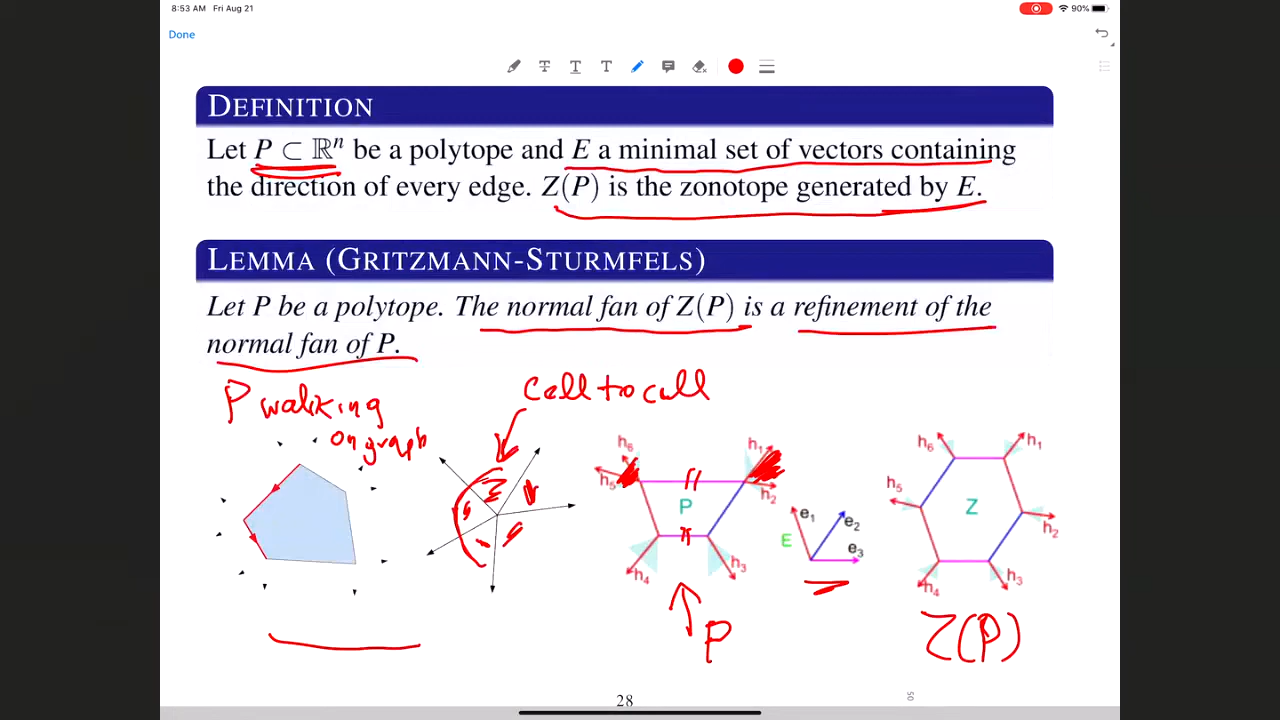 8:53 AM Fri Aug 21
90%
Done
DEFINITION
Let P ⊂ ℝⁿ be a polytope and E a minimal set of vectors containing
the direction of every edge. Z(P) is the zonotope generated by E.
LEMMA (GRITZMANN-STURMFELS)
Let P be a polytope. The normal fan of Z(P) is a refinement of the
normal fan of P.
P walking
on graph
cell to cell
h₆ h₁
h₅ h₂
P
h₄ h₃
P
E e₁ e₂
e₃
h₆ h₁
h₅ Z h₂
h₄ h₃
Z(P)
28
50